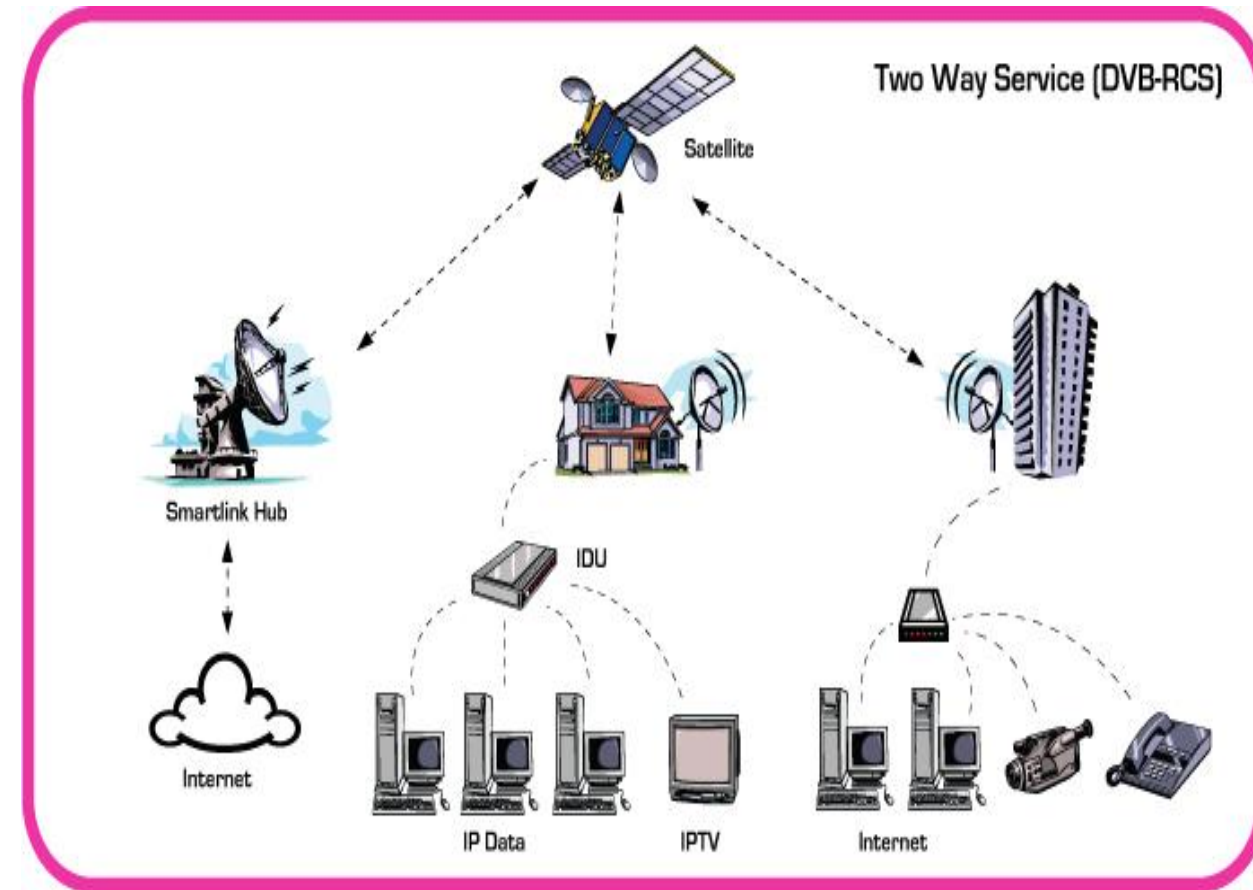 Two Way Service (DVB-RCS)
Satellite
Smartlink Hub
IDU
Internet
IP Data
IPTV
Internet